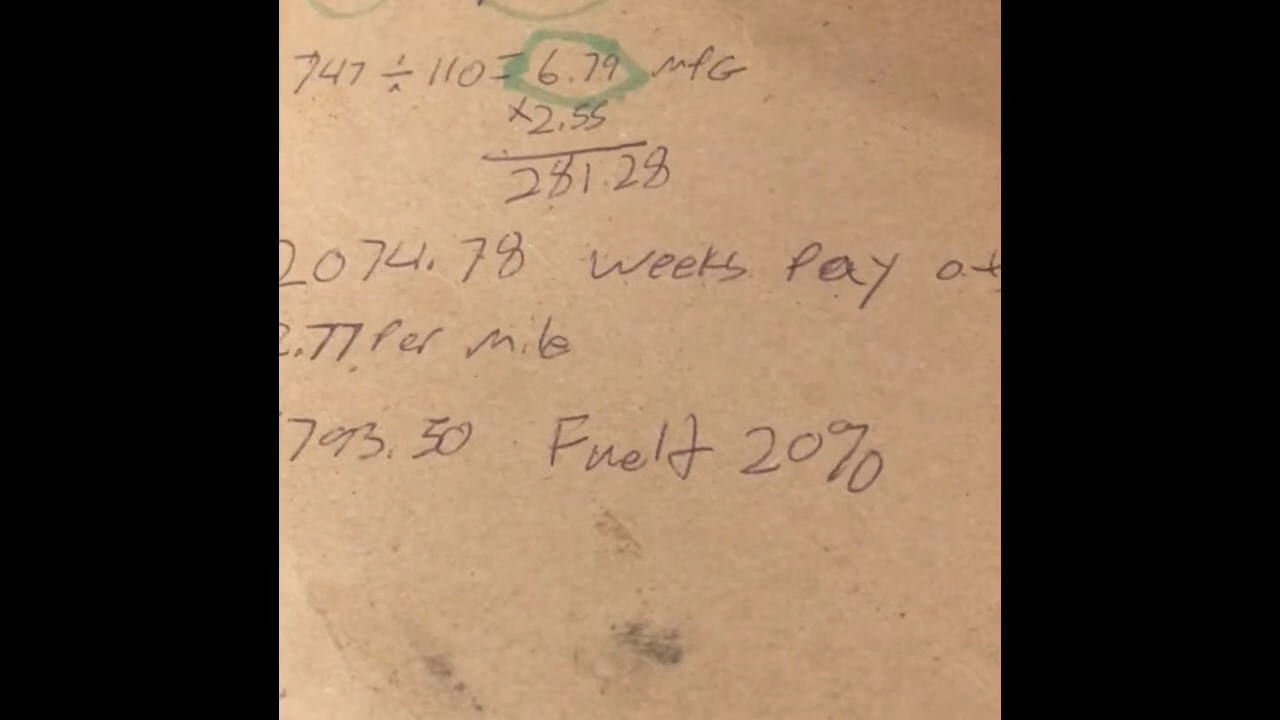 747 ÷ 110 = 6.79 MPG
×2.55
281.28
2074.78 weeks Pay at
2.77 Per Mile
793.50 Fuel+ 20%